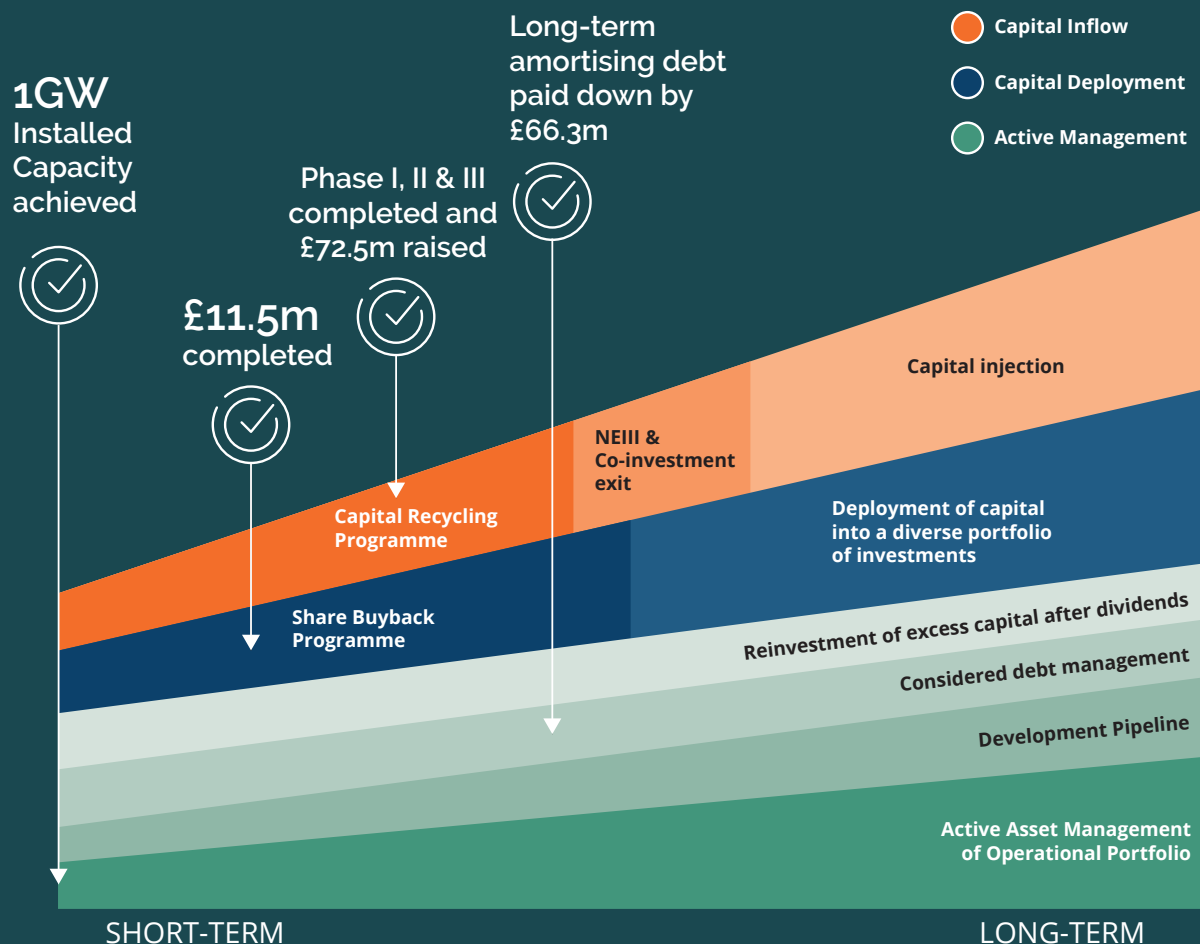 1GW
Installed
Capacity
achieved
£11.5m
completed
Phase I, II & III
completed and
£72.5m raised
Long-term
amortising debt
paid down by
£66.3m
Capital Inflow
Capital Deployment
Active Management
Capital Recycling
Programme
NEIII &
Co-investment
exit
Capital injection
Share Buyback
Programme
Deployment of capital
into a diverse portfolio
of investments
Reinvestment of excess capital after dividends
Considered debt management
Development Pipeline
Active Asset Management
of Operational Portfolio
SHORT-TERM
LONG-TERM